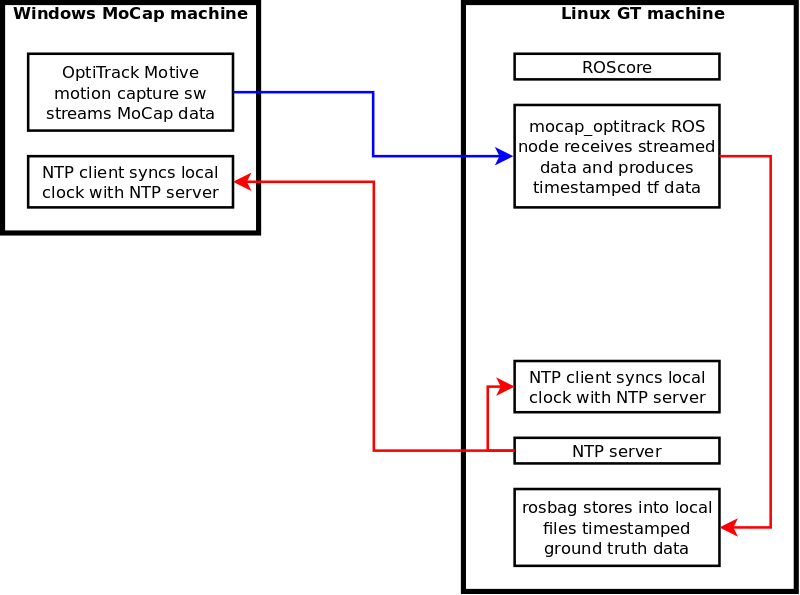 Windows MoCap machine
OptiTrack Motive
motion capture sw
streams MoCap data
NTP client syncs local
clock with NTP server
Linux GT machine
ROScore
mocap_optitrack ROS
node receives streamed
data and produces
timestamped tf data
NTP client syncs local
clock with NTP server
NTP server
rosbag stores into local
files timestamped
ground truth data